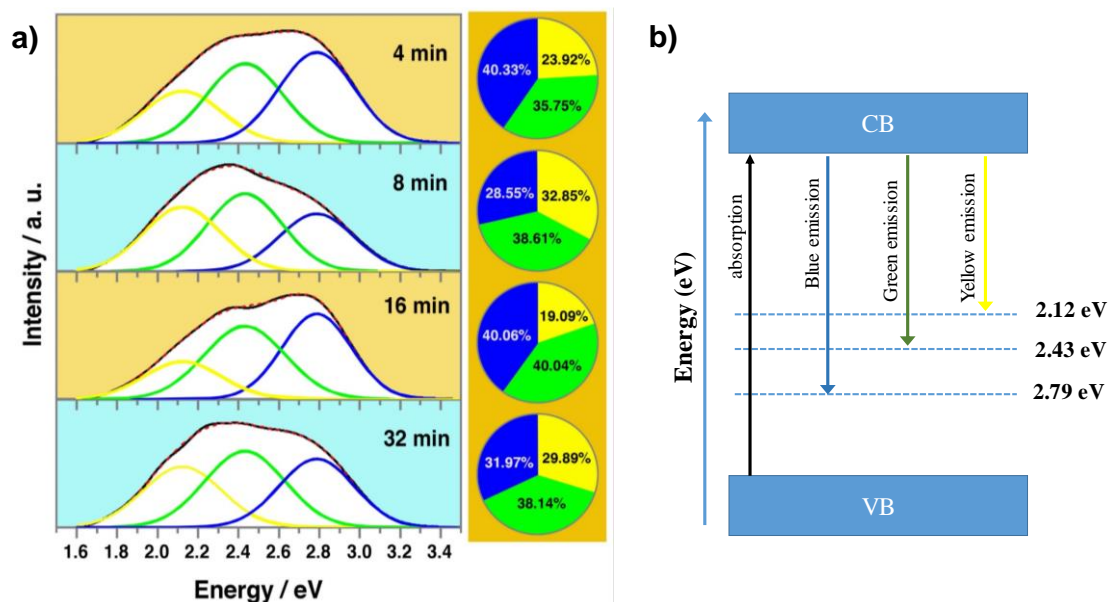 a)
Intensity / a. u.
4 min
40.33%
23.92%
35.75%
8 min
28.55%
32.85%
38.61%
16 min
40.06%
19.09%
40.04%
32 min
31.97%
29.89%
38.14%
1.6 1.8 2.0 2.2 2.4 2.6 2.8 3.0 3.2 3.4
Energy / eV
b)
Energy (eV)
CB
absorption
Blue emission
Green emission
Yellow emission
2.12 eV
2.43 eV
2.79 eV
VB